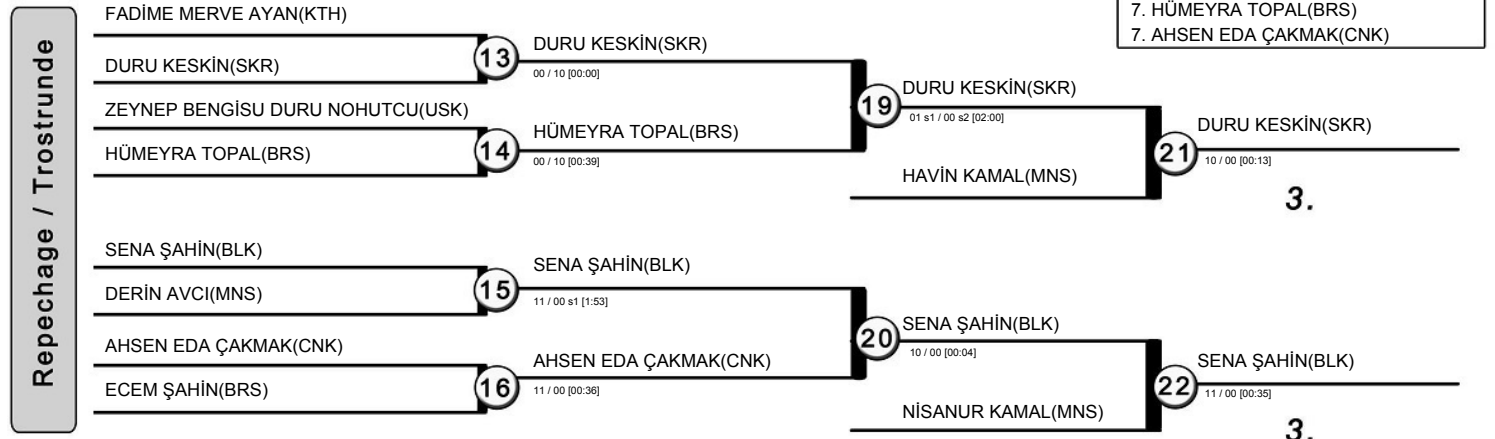 7. HÜMEYRA TOPAL(BRS)
7. AHSEN EDA ÇAKMAK(CNK)
Repechage / Trostrunde
FADİME MERVE AYAN(KTH)
DURU KESKİN(SKR)
13
DURU KESKİN(SKR)
00 / 10 [00:00]
ZEYNEP BENGİSU DURU NOHUTCU(USK)
HÜMEYRA TOPAL(BRS)
14
HÜMEYRA TOPAL(BRS)
00 / 10 [00:39]
19
DURU KESKİN(SKR)
01 s1 / 00 s2 [02:00]
HAVİN KAMAL(MNS)
21
DURU KESKİN(SKR)
10 / 00 [00:13]
3.
SENA ŞAHİN(BLK)
DERİN AVCI(MNS)
15
SENA ŞAHİN(BLK)
11 / 00 s1 [1:53]
AHSEN EDA ÇAKMAK(CNK)
ECEM ŞAHİN(BRS)
16
AHSEN EDA ÇAKMAK(CNK)
11 / 00 [00:36]
20
SENA ŞAHİN(BLK)
10 / 00 [00:04]
NİSANUR KAMAL(MNS)
22
SENA ŞAHİN(BLK)
11 / 00 [00:35]
3.